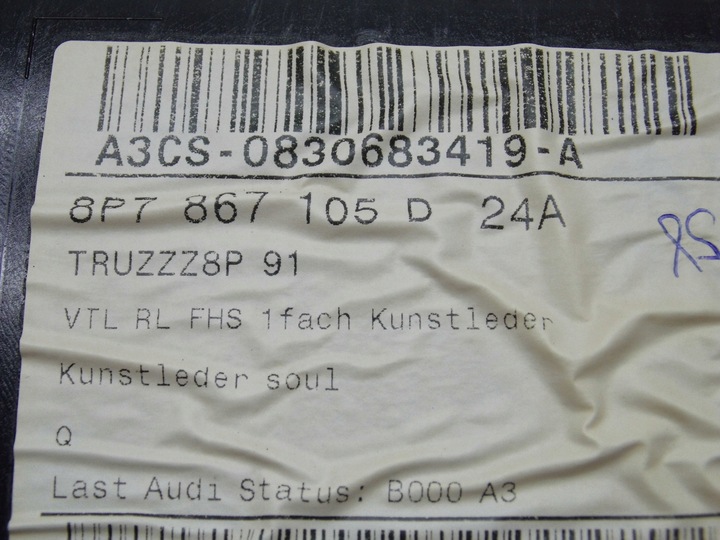 A3CS-0830683419-A
8P7 867 105 D 24A
TRUZZZ8P 91
VTL RL FHS 1fach Kunstleder
Kunstleder soul
Q
Last Audi Status: B000 A3